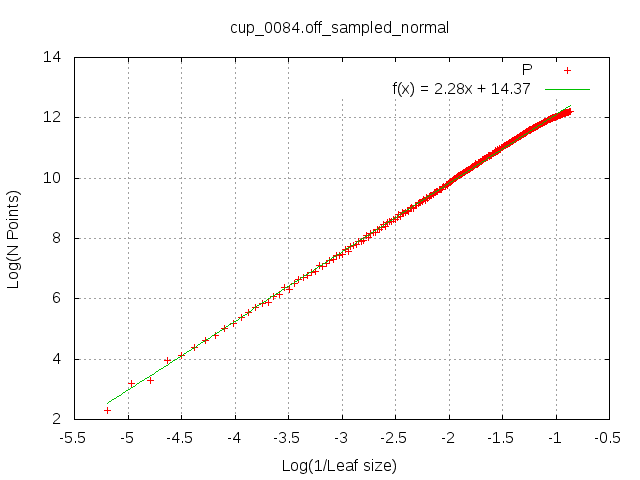 cup_0084.off_sampled_normal
14
12
10
8
6
4
2
Log(N Points)
P
f(x) = 2.28x + 14.37
-5.5 -5 -4.5 -4 -3.5 -3 -2.5 -2 -1.5 -1 -0.5
Log(1/Leaf size)